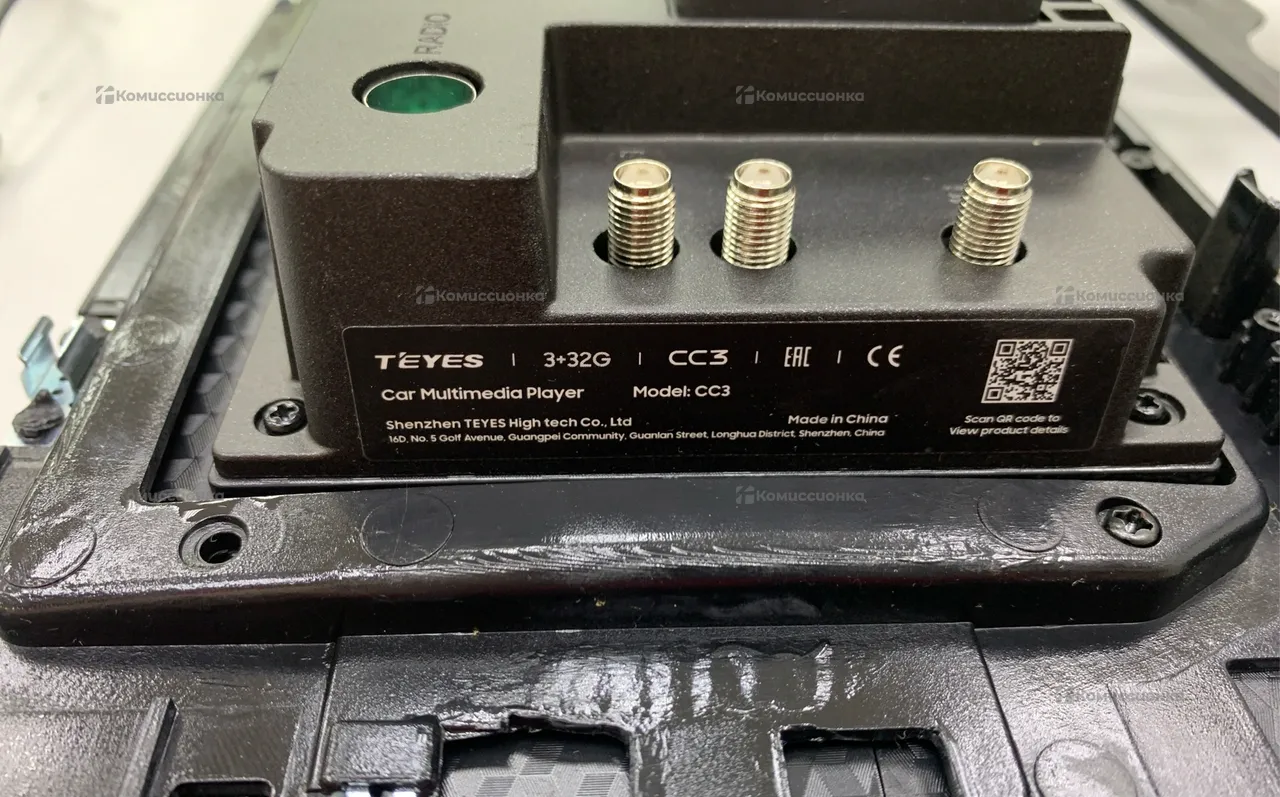 RADIO
Комиссионка
Комиссионка
Комиссионка
Комиссионка
TEYES | 3+32G | CC3 | EAC | CE
Car Multimedia Player Model: CC3
Shenzhen TEYES High tech Co., Ltd Made in China
16D, No. 5 Golf Avenue, Guangpei Community, Guanlan Street, Longhua District, Shenzhen, China
Scan QR code to
View product details
Комиссионка